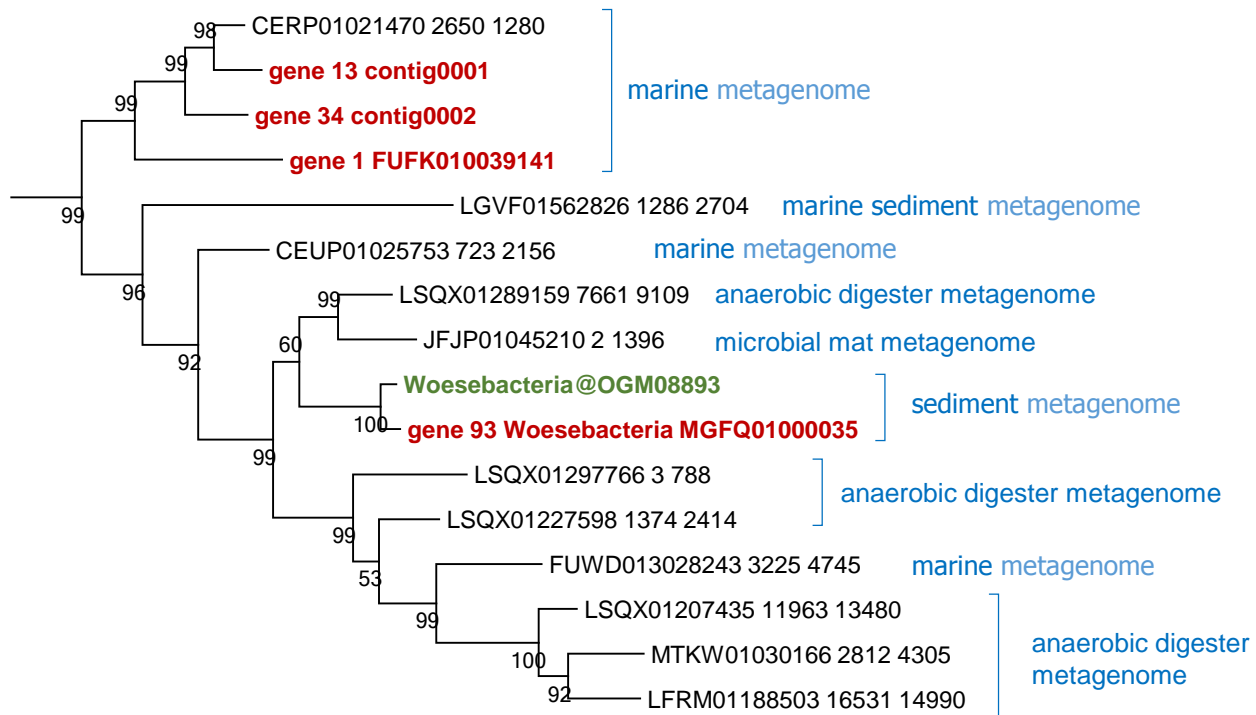 98
CERP01021470 2650 1280
99
gene 13 contig0001
marine metagenome
99
gene 34 contig0002
gene 1 FUFK010039141
99
LGVF01562826 1286 2704 marine sediment metagenome
CEUP01025753 723 2156 marine metagenome
96
99
LSQX01289159 7661 9109 anaerobic digester metagenome
60
JFJP01045210 2 1396 microbial mat metagenome
92
Woesebacteria@OGM08893
sediment metagenome
100
gene 93 Woesebacteria MGFQ01000035
99
LSQX01297766 3 788
anaerobic digester metagenome
99
LSQX01227598 1374 2414
53
FUWD013028243 3225 4745 marine metagenome
99
LSQX01207435 11963 13480
anaerobic digester
metagenome
100
MTKW01030166 2812 4305
92
LFRM01188503 16531 14990